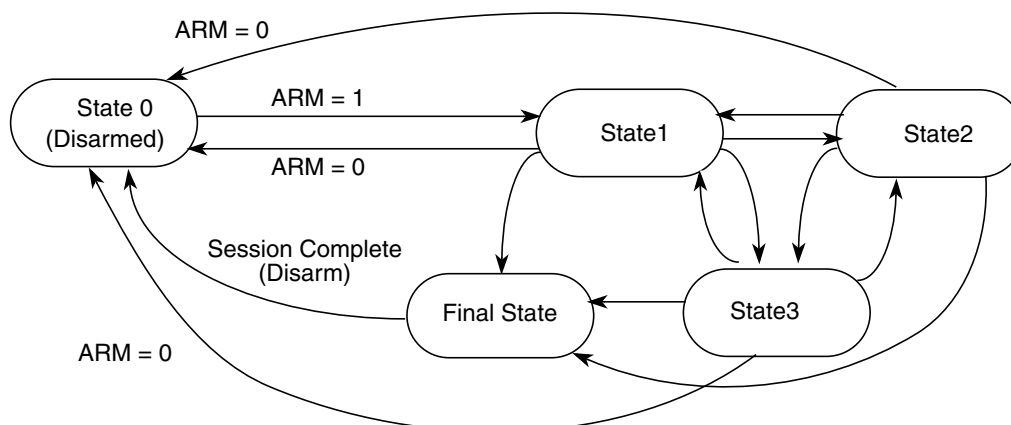 ARM = 0
State 0
(Disarmed)
ARM = 1
ARM = 0
State1
State2
Session Complete
(Disarm)
Final State
State3
ARM = 0